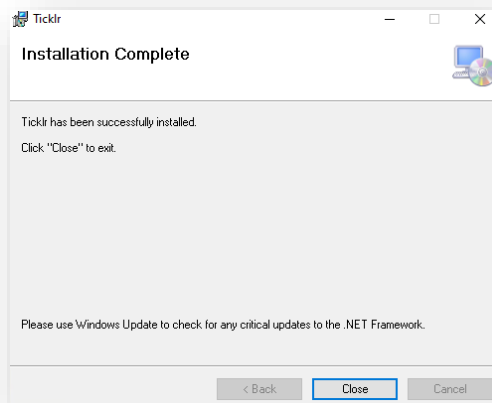 Ticklr
Installation Complete
Ticklr has been successfully installed.
Click "Close" to exit.
Please use Windows Update to check for any critical updates to the .NET Framework.
< Back
Close
Cancel